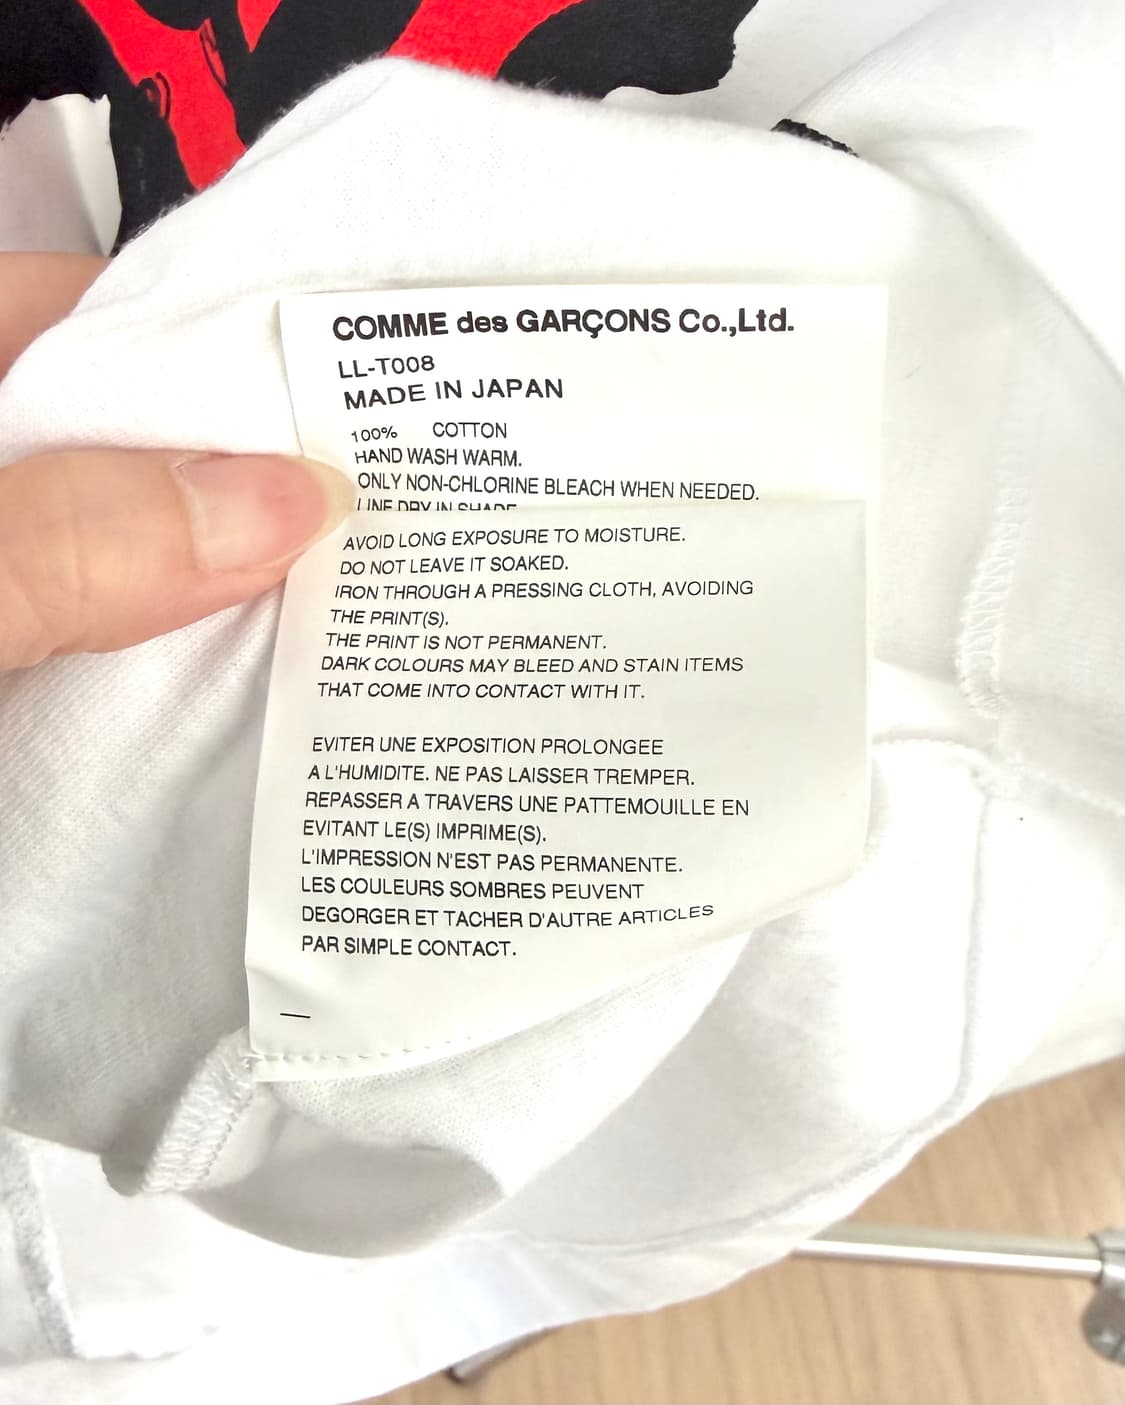 COMME des GARÇONS Co.,Ltd.
LL-T008
MADE IN JAPAN
100% COTTON
HAND WASH WARM.
ONLY NON-CHLORINE BLEACH WHEN NEEDED.
LINE DRY IN SHADE
AVOID LONG EXPOSURE TO MOISTURE.
DO NOT LEAVE IT SOAKED.
IRON THROUGH A PRESSING CLOTH, AVOIDING
THE PRINT(S).
THE PRINT IS NOT PERMANENT.
DARK COLOURS MAY BLEED AND STAIN ITEMS
THAT COME INTO CONTACT WITH IT.
EVITER UNE EXPOSITION PROLONGEE
A L'HUMIDITE. NE PAS LAISSER TREMPER.
REPASSER A TRAVERS UNE PATTEMOUILLE EN
EVITANT LE(S) IMPRIME(S).
L'IMPRESSION N'EST PAS PERMANENTE.
LES COULEURS SOMBRES PEUVENT
DEGORGER ET TACHER D'AUTRE ARTICLES
PAR SIMPLE CONTACT.